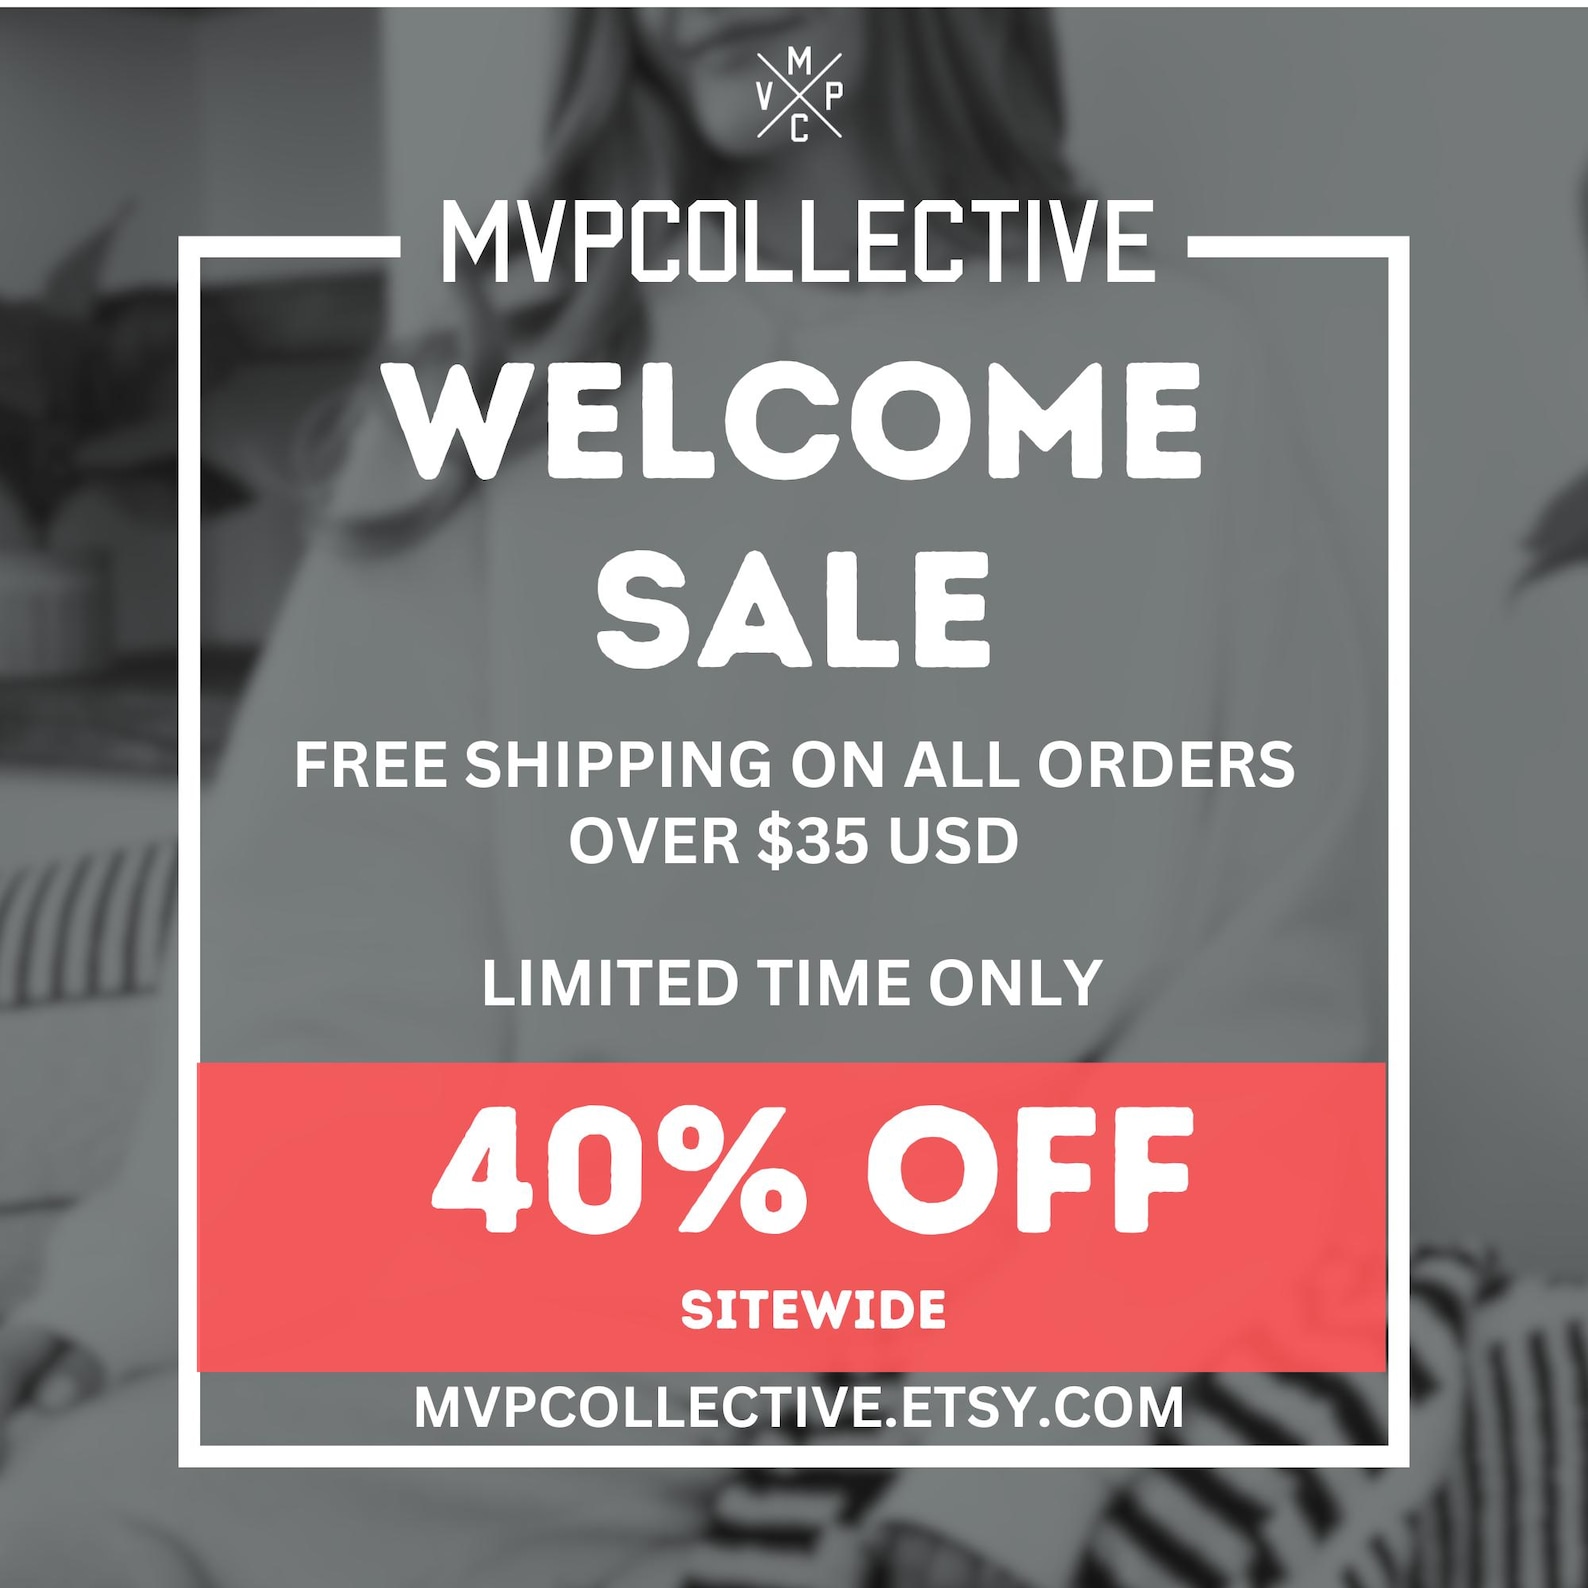 M
V P
C
MVPCOLLECTIVE
WELCOME
SALE
FREE SHIPPING ON ALL ORDERS
OVER $35 USD
LIMITED TIME ONLY
40% OFF
SITEWIDE
MVPCOLLECTIVE.ETSY.COM